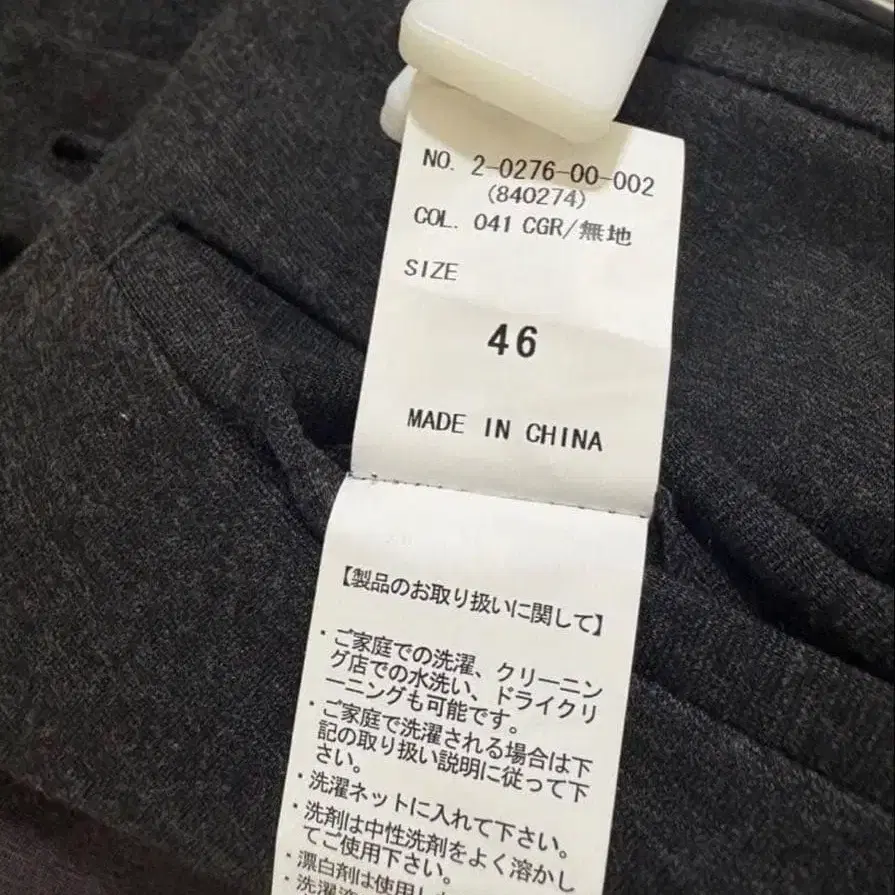 NO. 2-0276-00-002
(840274)
COL. 041 CGR/無地
SIZE
46
MADE IN CHINA
【製品のお取り扱いに関して】
・ご家庭での洗濯、クリーニン
グ店での水洗い、ドライクリ
ーニングも可能です。
・ご家庭で洗濯される場合は下
記の取り扱い説明に従って下
さい。
・洗濯ネットに入れて下さい。
・洗剤は中性洗剤をよく溶かし
てご使用下さい。
・漂白剤は使用し
・洗濯